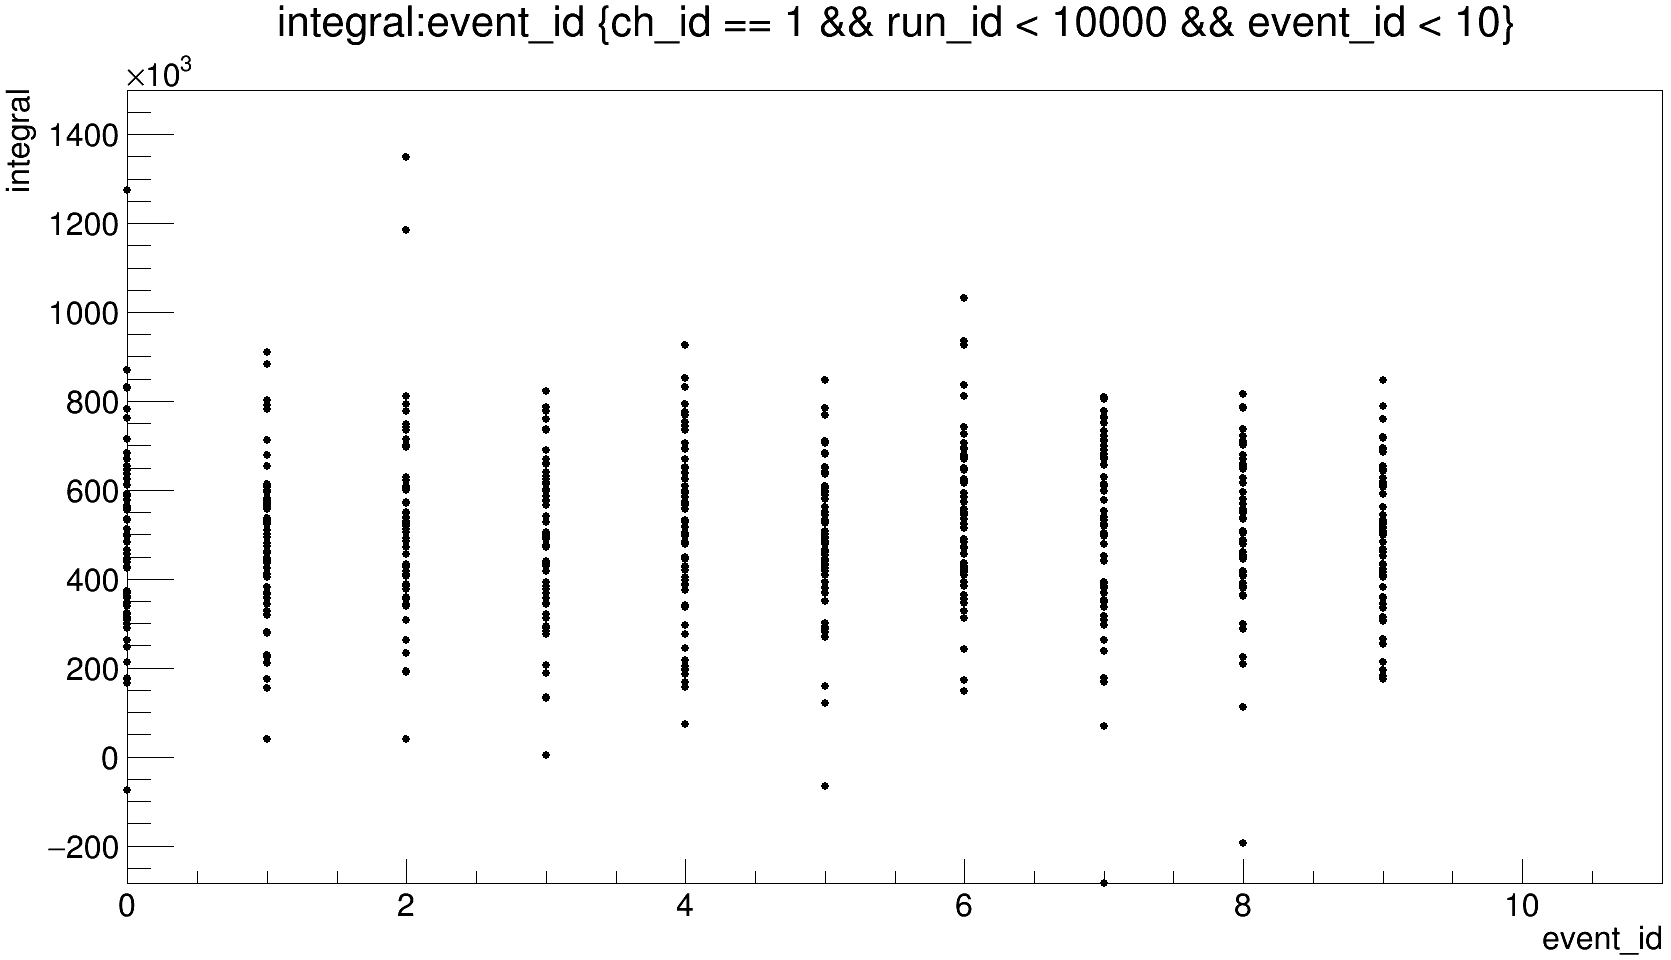 integral:event_id {ch_id == 1 && run_id < 10000 && event_id < 10}
×10³
integral
1400
1200
1000
800
600
400
200
0
−200
0 2 4 6 8 10
event_id